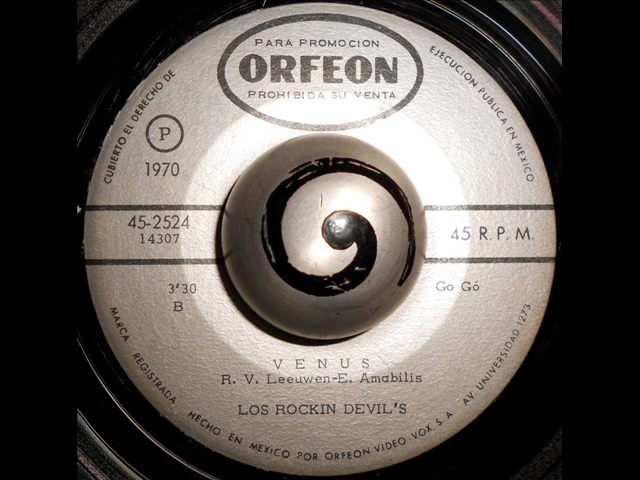 PARA PROMOCION
ORFEON
PROHIBIDA SU VENTA
CUBIERTO EL DERECHO DE
EJECUCION PUBLICA EN MEXICO
P
1970
45-2524
14307
45 R.P.M.
3'30
B
Go Gó
VENUS
R. V. Leeuwen-E. Amabilis
LOS ROCKIN DEVIL'S
MARCA REGISTRADA HECHO EN MEXICO POR ORFEON VIDEO VOX, S.A AV. UNIVERSIDAD 1273